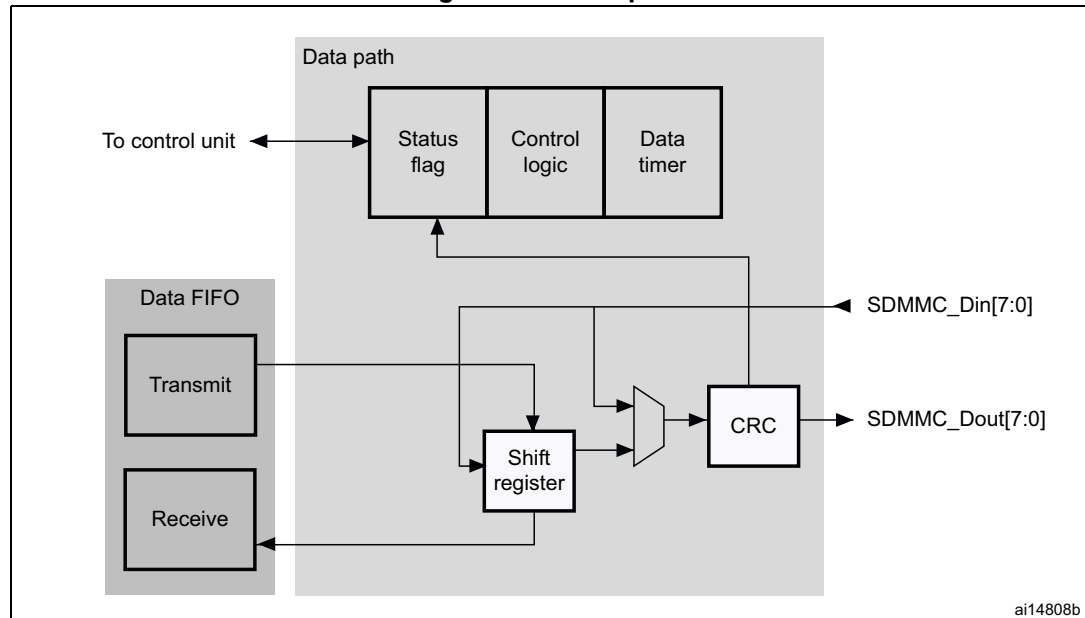 Data path
To control unit
Status
flag
Control
logic
Data
timer
Data FIFO
SDMMC_Din[7:0]
Transmit
CRC
SDMMC_Dout[7:0]
Shift
register
Receive
ai14808b